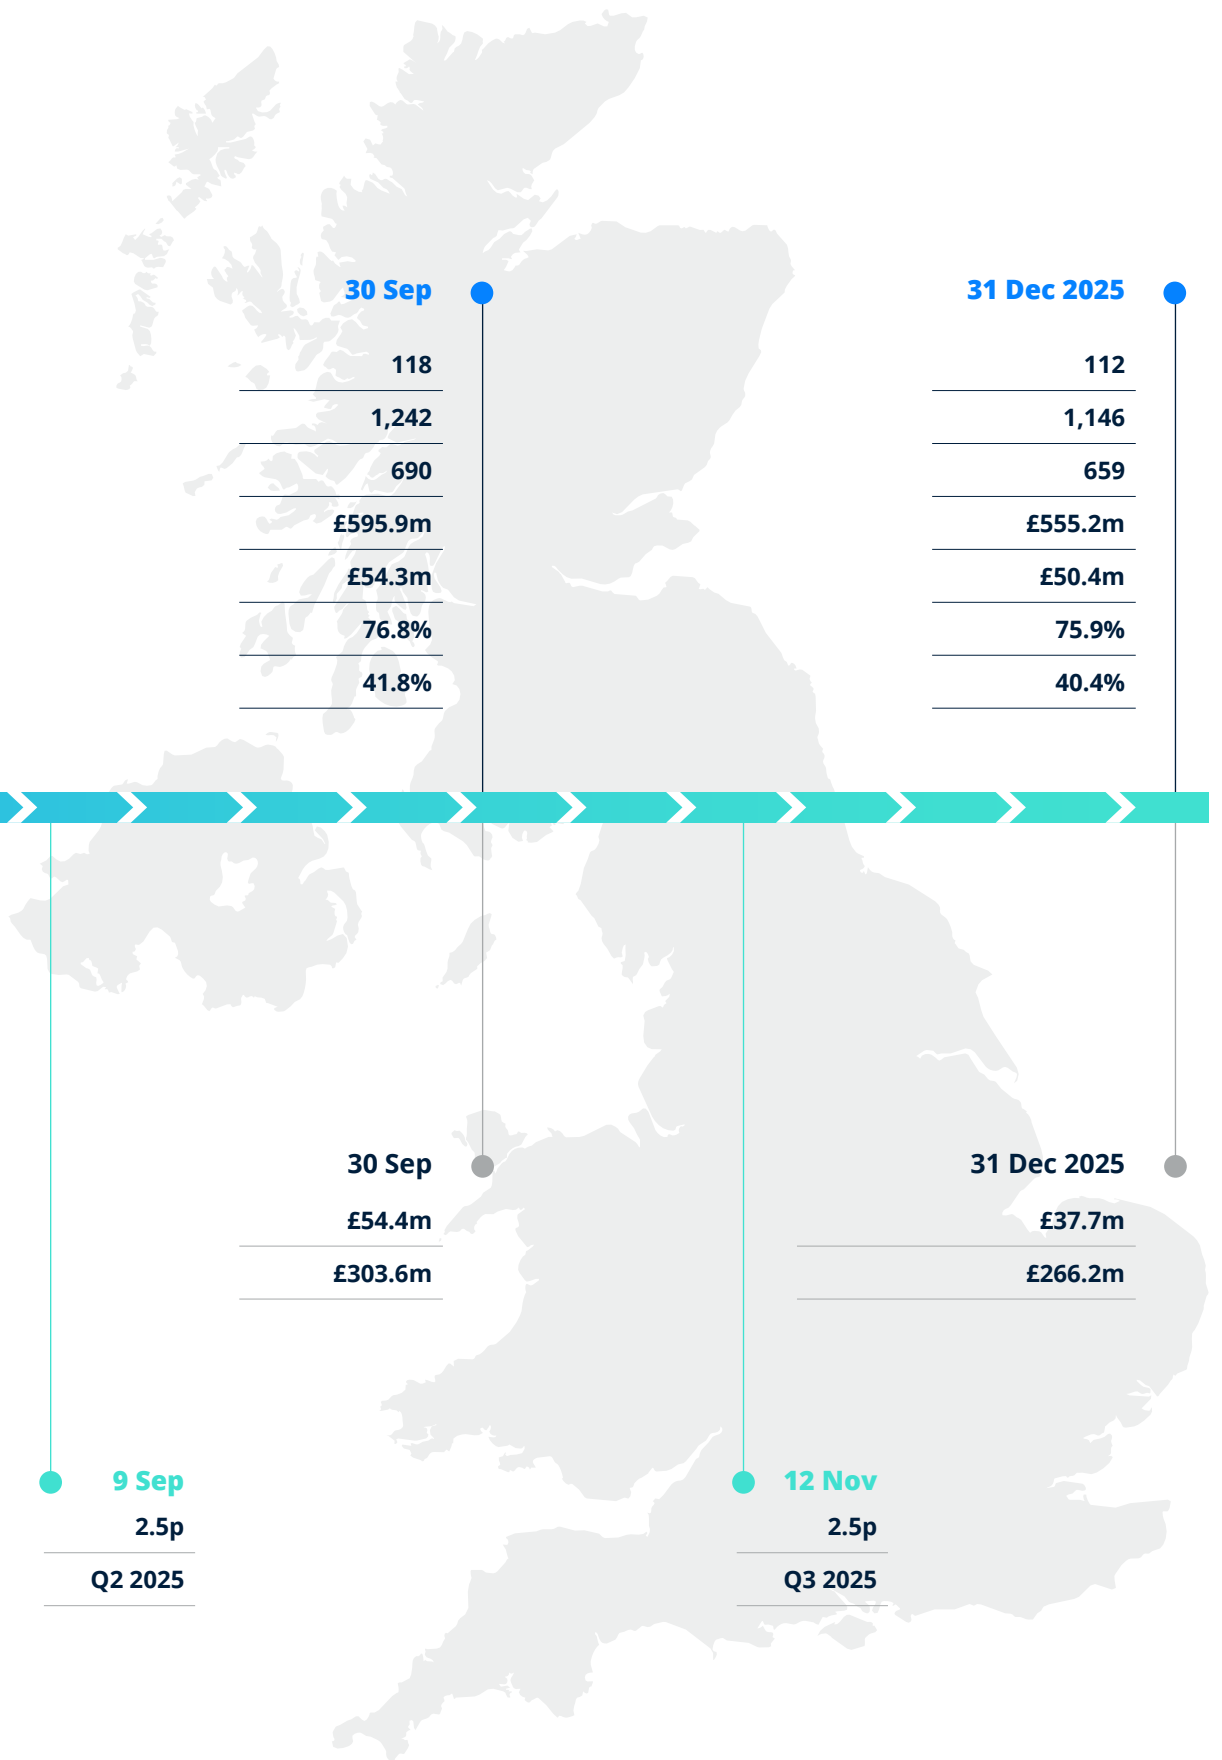 30 Sep
118
1,242
690
£595.9m
£54.3m
76.8%
41.8%
31 Dec 2025
112
1,146
659
£555.2m
£50.4m
75.9%
40.4%
30 Sep
£54.4m
£303.6m
31 Dec 2025
£37.7m
£266.2m
9 Sep
2.5p
Q2 2025
12 Nov
2.5p
Q3 2025